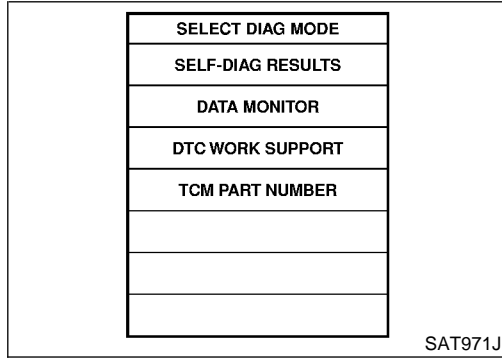 SELECT DIAG MODE
SELF-DIAG RESULTS
DATA MONITOR
DTC WORK SUPPORT
TCM PART NUMBER
SAT971J